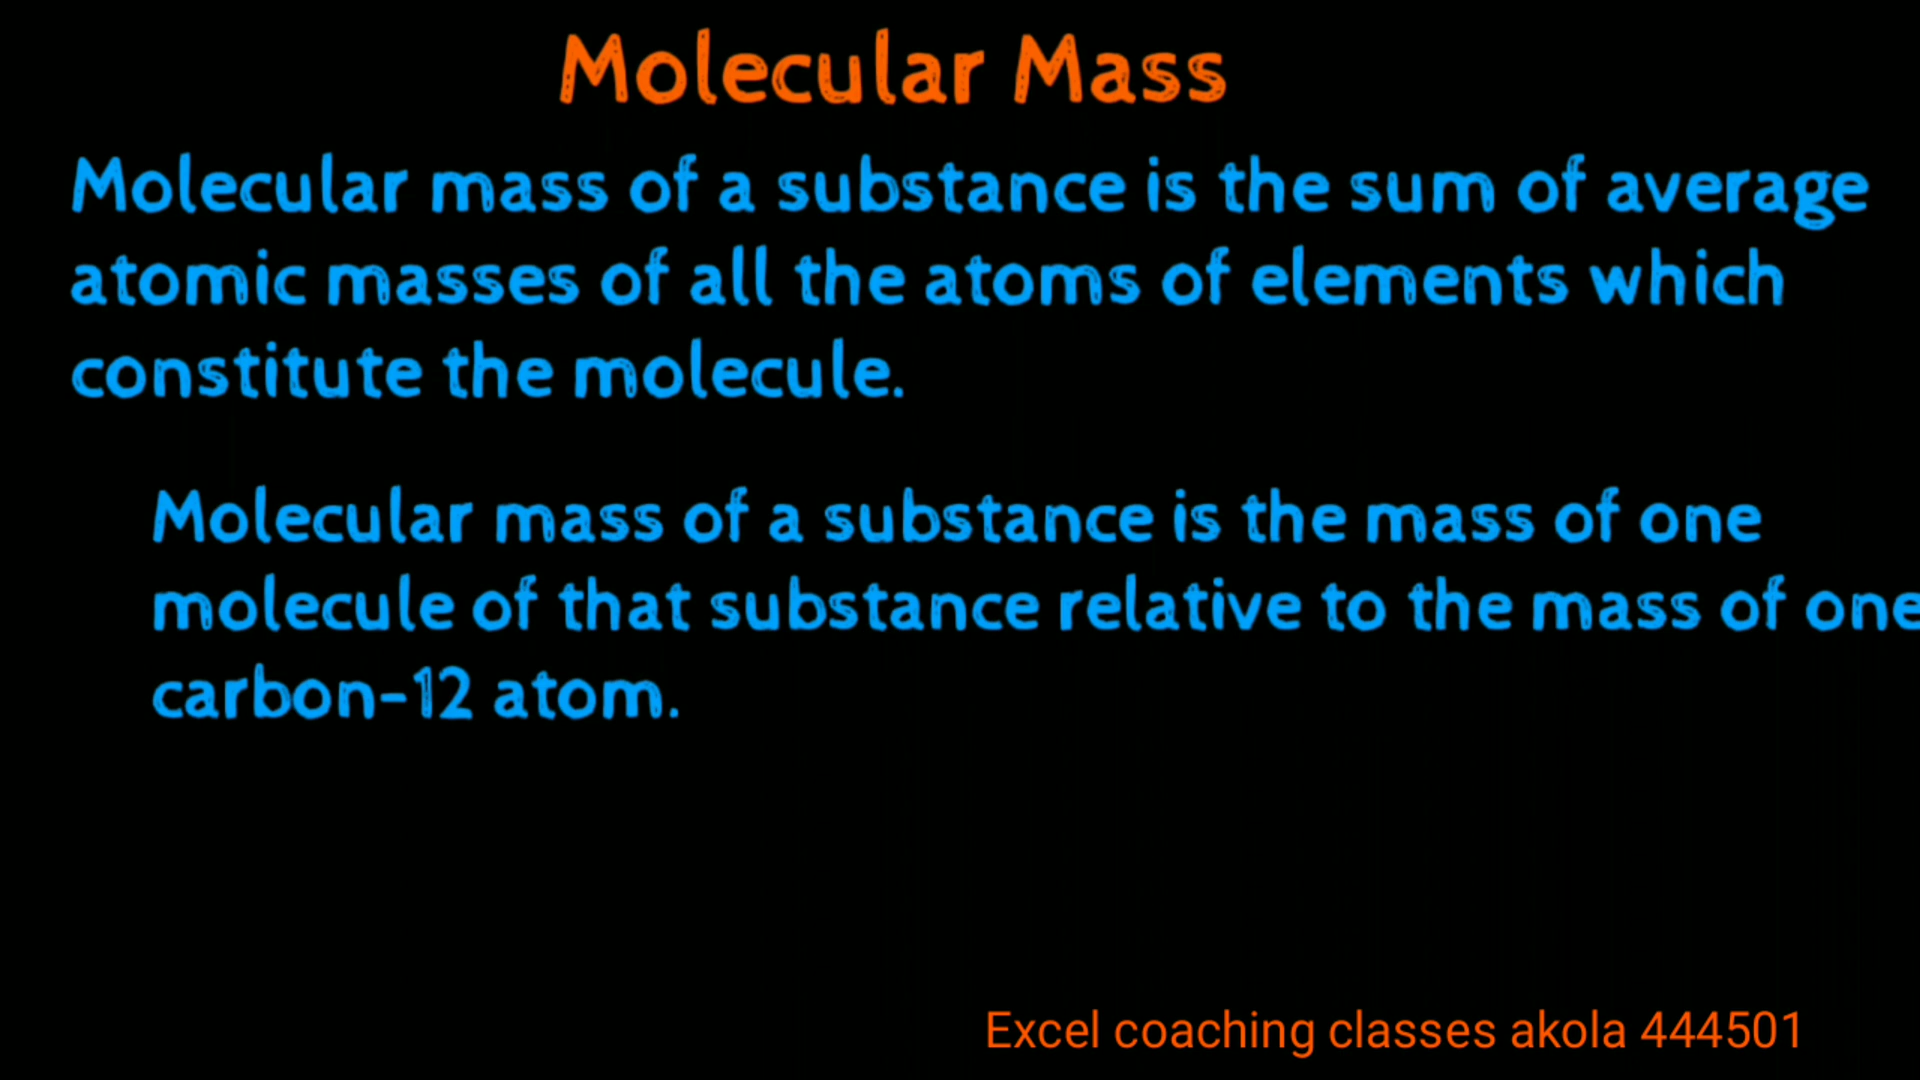 Molecular Mass
Molecular mass of a substance is the sum of average
atomic masses of all the atoms of elements which
constitute the molecule.
Molecular mass of a substance is the mass of one
molecule of that substance relative to the mass of one
carbon-12 atom.
Excel coaching classes akola 444501